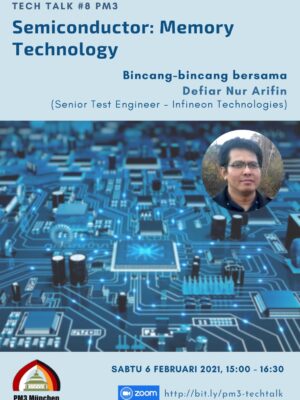 TECH TALK #8 PM3
Semiconductor: Memory
Technology
Bincang-bincang bersama
Defiar Nur Arifin
(Senior Test Engineer - Infineon Technologies)
SABTU 6 FEBRUARI 2021, 15:00 - 16:30
PM3 München
zoom http://bit.ly/pm3-techtalk